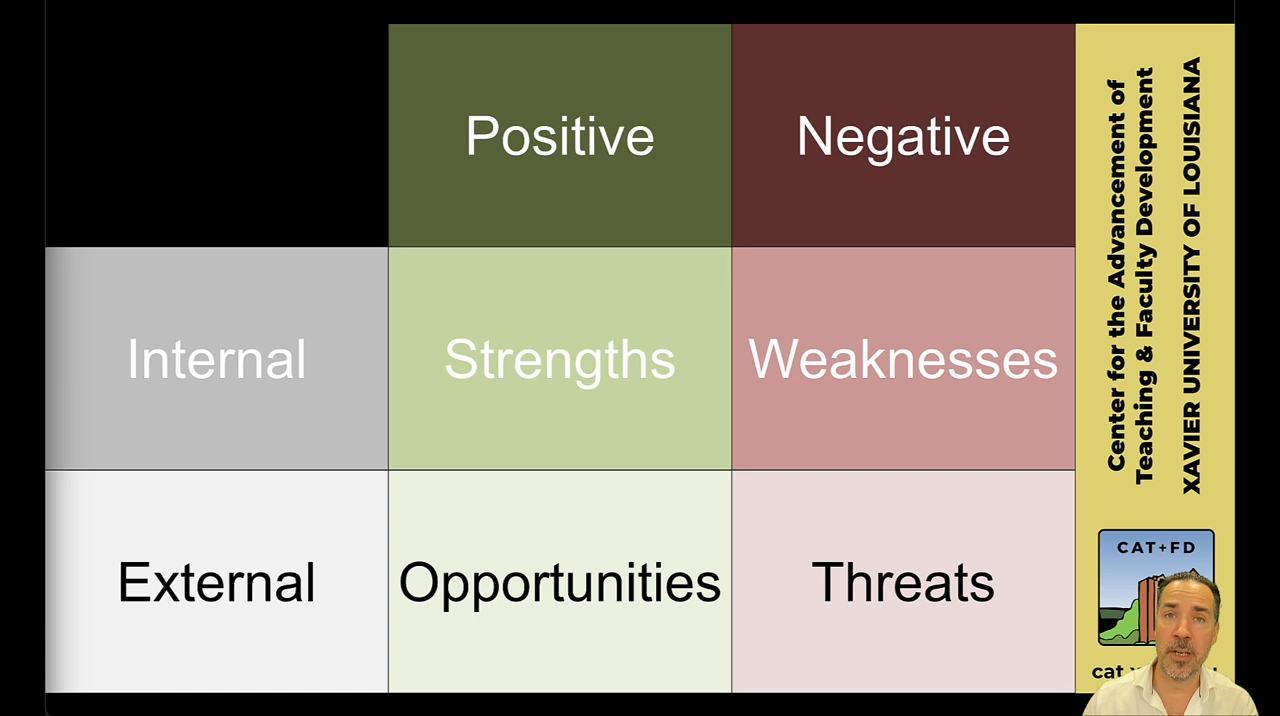 Positive
Negative
Internal
Strengths
Weaknesses
External
Opportunities
Threats
Center for the Advancement of
Teaching & Faculty Development
XAVIER UNIVERSITY OF LOUISIANA
CAT+FD
cat